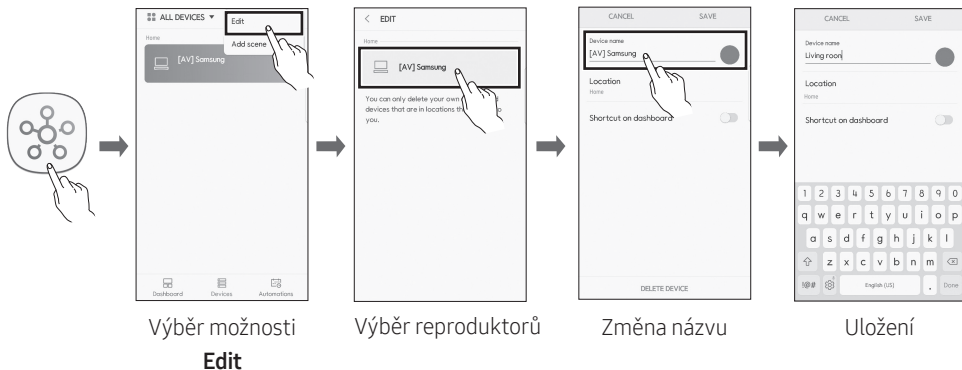 ALL DEVICES ▼
Edit
Add scene
Home
[AV] Samsung
Dashboard
Devices
Automations
Výběr možnosti
Edit
< EDIT
Home
[AV] Samsung
You can only delete your own
devices that are in locations
you.
Výběr reproduktorů
CANCEL SAVE
Device name
[AV] Samsung
Location
Home
Shortcut on dashboard
DELETE DEVICE
Změna názvu
CANCEL SAVE
Device name
Living room
Location
Home
Shortcut on dashboard
1 2 3 4 5 6 7 8 9 0
q w e r t y u i o p
a s d f g h j k l
z x c v b n m
!@# English (US) . Done
Uložení